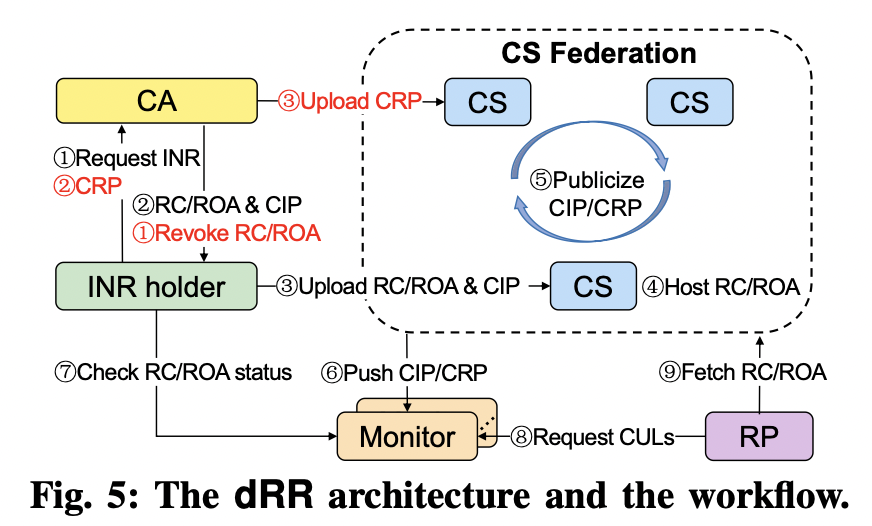 CS Federation
CA
③Upload CRP
CS
CS
①Request INR
②CRP
②RC/ROA & CIP
①Revoke RC/ROA
⑤Publicize
CIP/CRP
INR holder
③Upload RC/ROA & CIP
CS
④Host RC/ROA
⑦Check RC/ROA status
⑥Push CIP/CRP
⑨Fetch RC/ROA
Monitor
⑧Request CULs
RP
Fig. 5: The dRR architecture and the workflow.